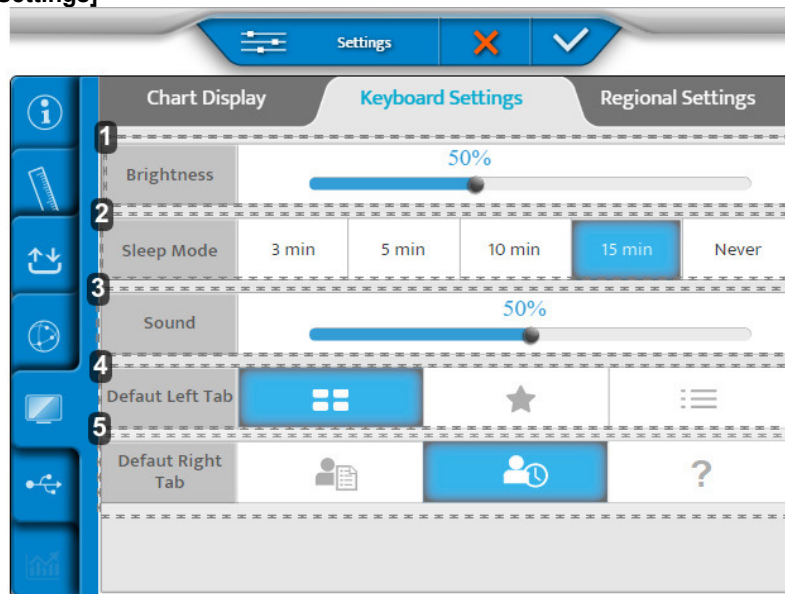 Settings]
Settings
Chart Display Keyboard Settings Regional Settings
1
50%
Brightness
2
Sleep Mode 3 min 5 min 10 min 15 min Never
3
50%
Sound
4
Defaut Left Tab
5
Defaut Right
Tab
?